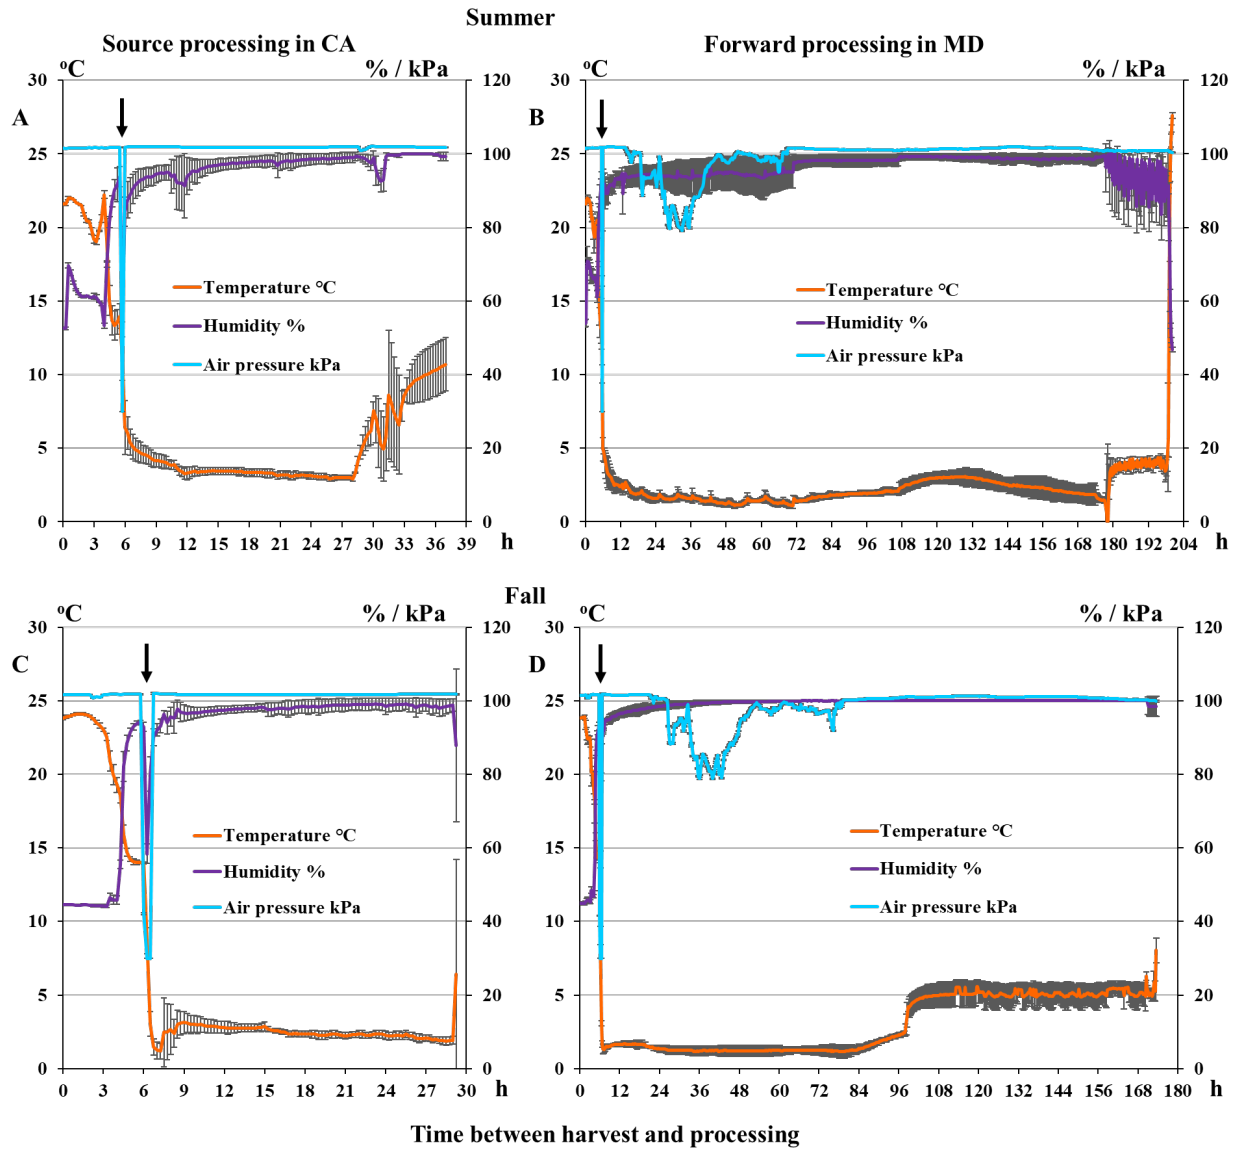 Summer
Source processing in CA
Forward processing in MD
oC
% / kPa
oC
% / kPa
A
B
30
25
20
15
10
5
0
120
100
80
60
40
20
0
30
25
20
15
10
5
0
120
100
80
60
40
20
0
Temperature °C
Humidity %
Air pressure kPa
Temperature °C
Humidity %
Air pressure kPa
0 3 6 9 12 15 18 21 24 27 30 33 36 39 h
0 12 24 36 48 60 72 84 96 108 120 132 144 156 168 180 192 204 h
Fall
oC
% / kPa
oC
% / kPa
C
D
30
25
20
15
10
5
0
120
100
80
60
40
20
0
30
25
20
15
10
5
0
120
100
80
60
40
20
0
Temperature °C
Humidity %
Air pressure kPa
Temperature °C
Humidity %
Air pressure kPa
0 3 6 9 12 15 18 21 24 27 30 h
0 12 24 36 48 60 72 84 96 108 120 132 144 156 168 180 h
Time between harvest and processing